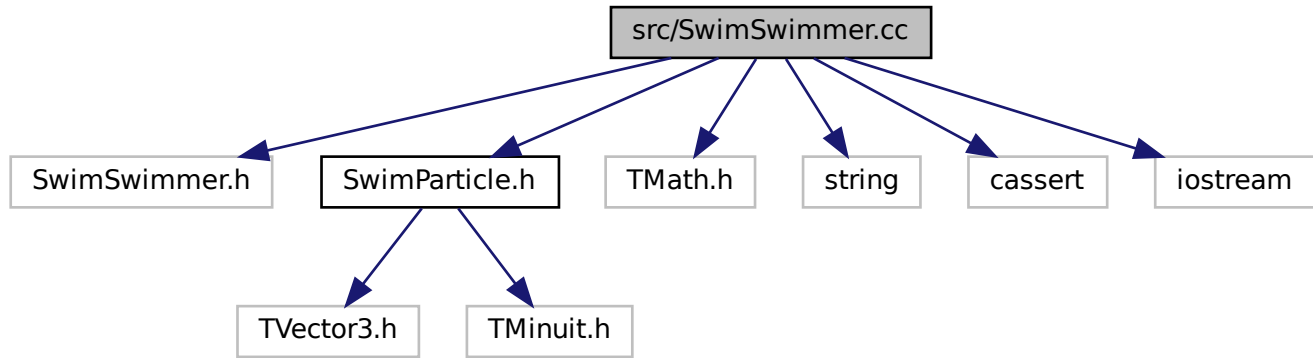 src/SwimSwimmer.cc
SwimSwimmer.h
SwimParticle.h
TMath.h
string
cassert
iostream
TVector3.h
TMinuit.h